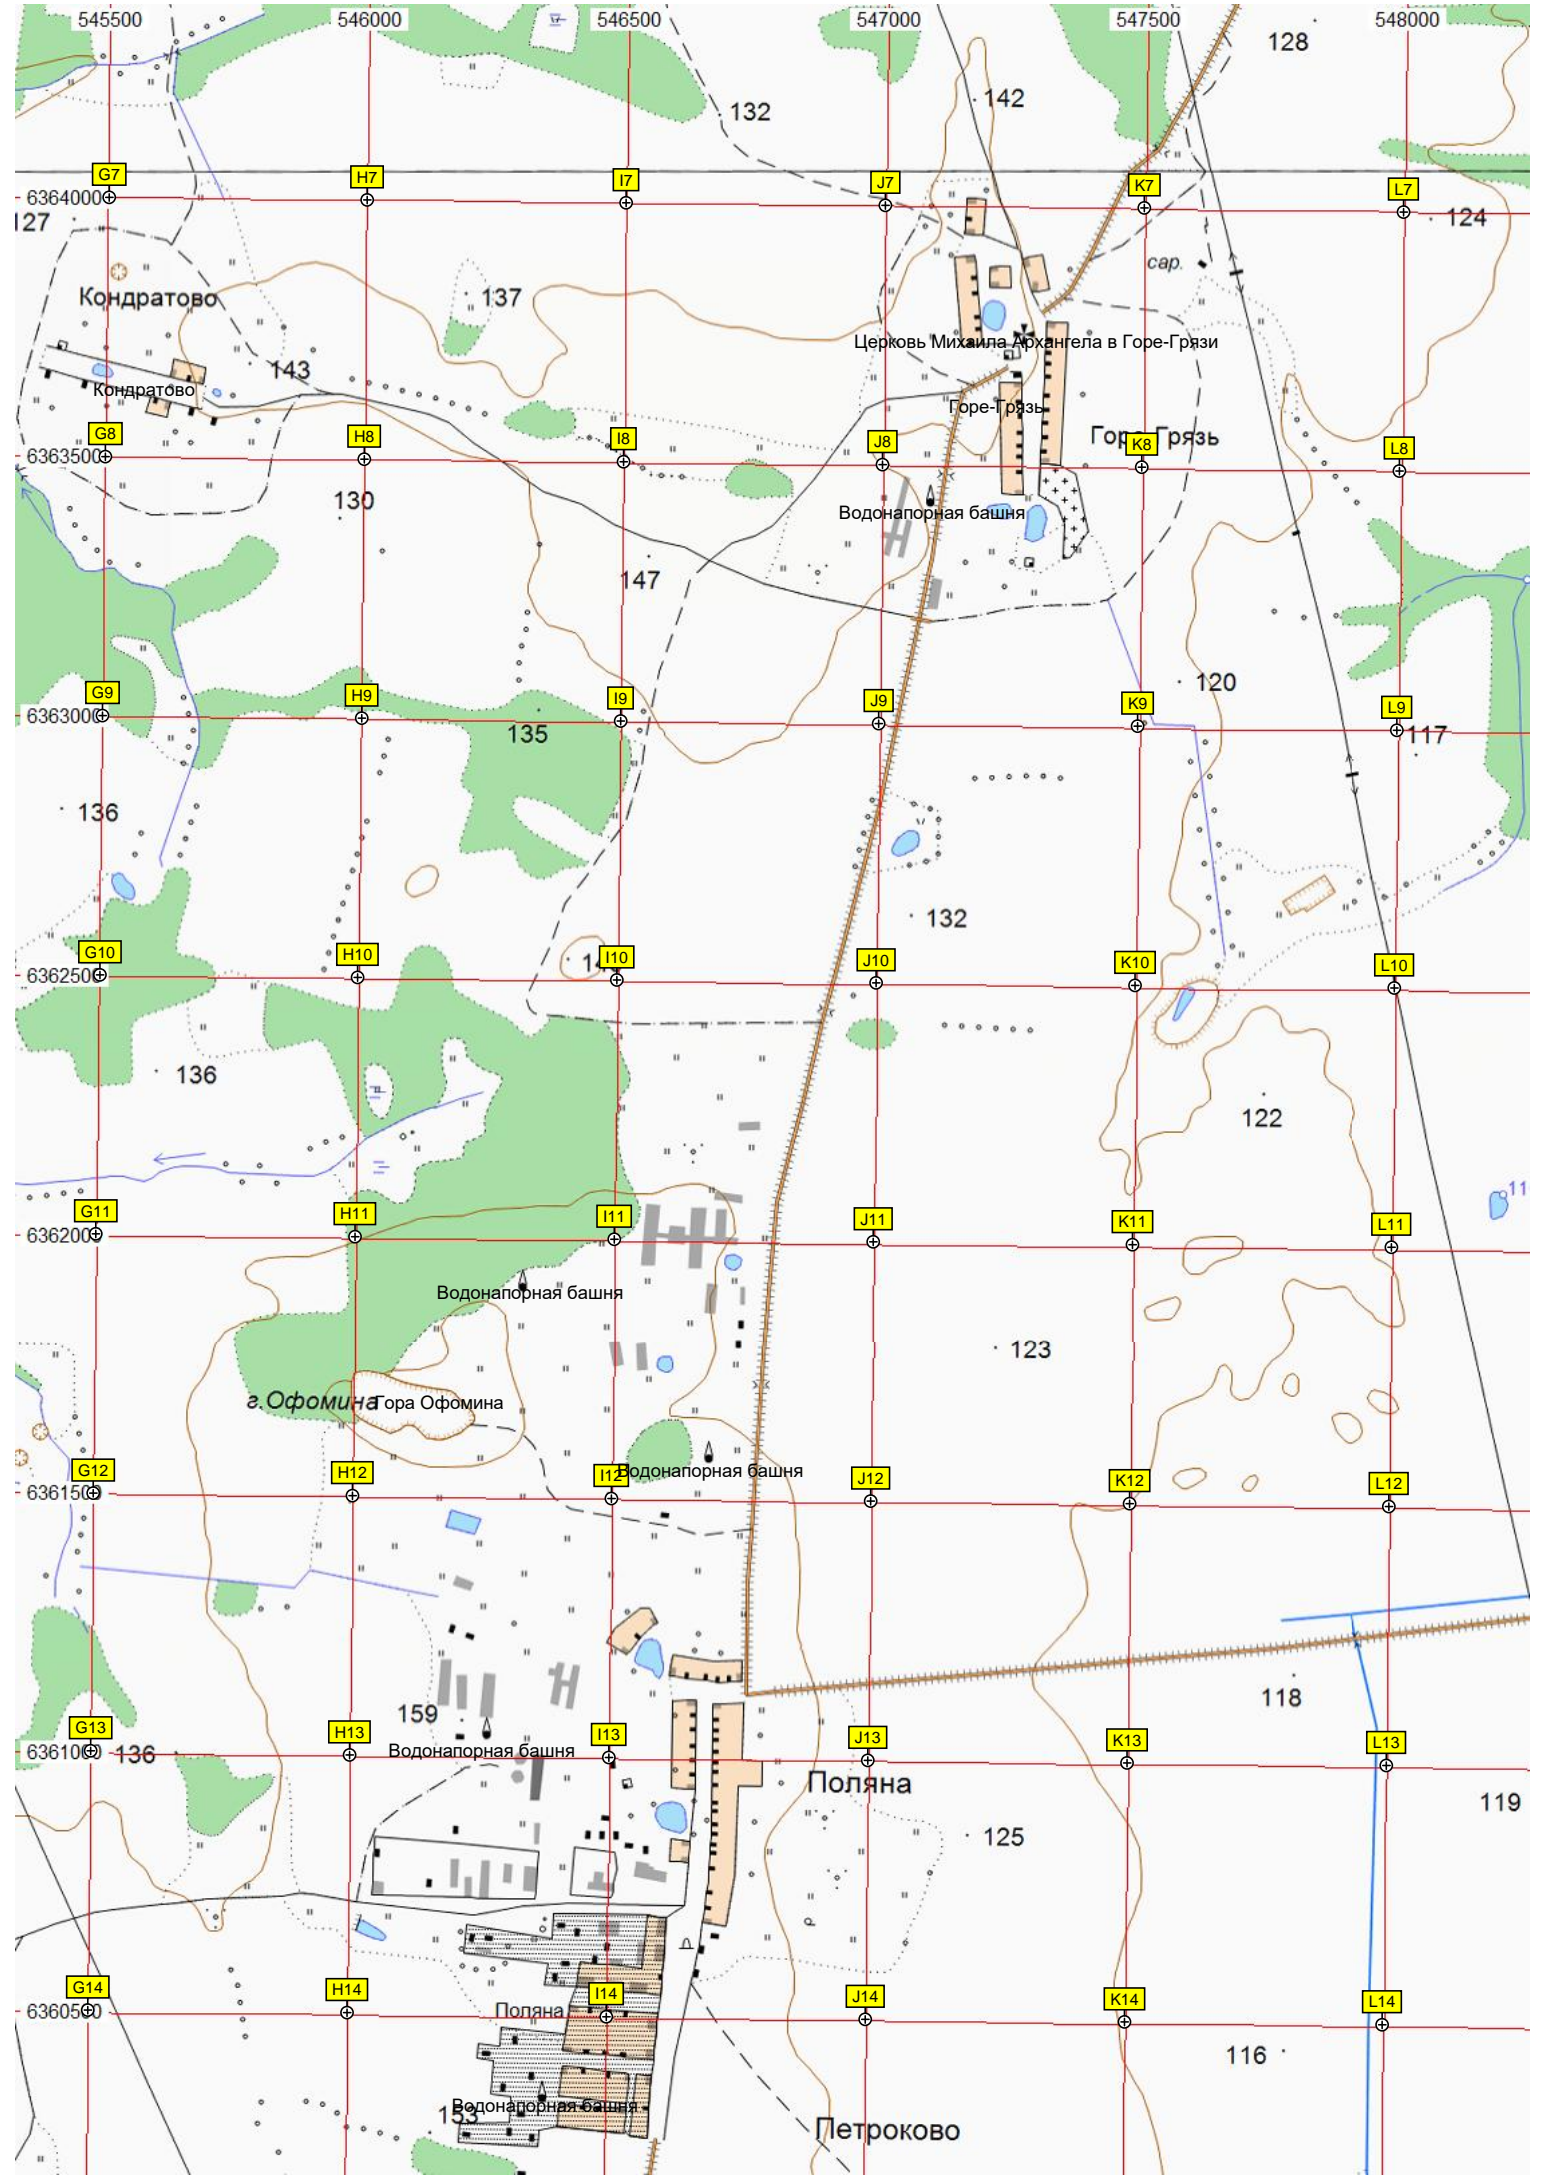 545500 546000 546500 547000 547500 548000
128
142
132
G7 H7 I7 J7 K7 L7
6364000
127
124
сар.
Кондратово
137
Церковь Михаила Архангела в Горе-Грязи
143
Кондратово
Горе-Грязь
Горе-Грязь
G8 H8 I8 J8 K8 L8
6363500
130
Водонапорная башня
147
120
G9 H9 I9 J9 K9 L9
6363000
135
117
136
132
G10 H10 I10 J10 K10 L10
6362500
136
122
11
G11 H11 I11 J11 K11 L11
6362000
Водонапорная башня
123
г.Офомина
Гора Офомина
Водонапорная башня
G12 H12 I12 J12 K12 L12
6361500
118
159
G13 H13 I13 J13 K13 L13
6361000
136
Водонапорная башня
Поляна
119
125
G14 H14 I14 J14 K14 L14
6360500
Поляна
116
Водонапорная башня
153
Петроково